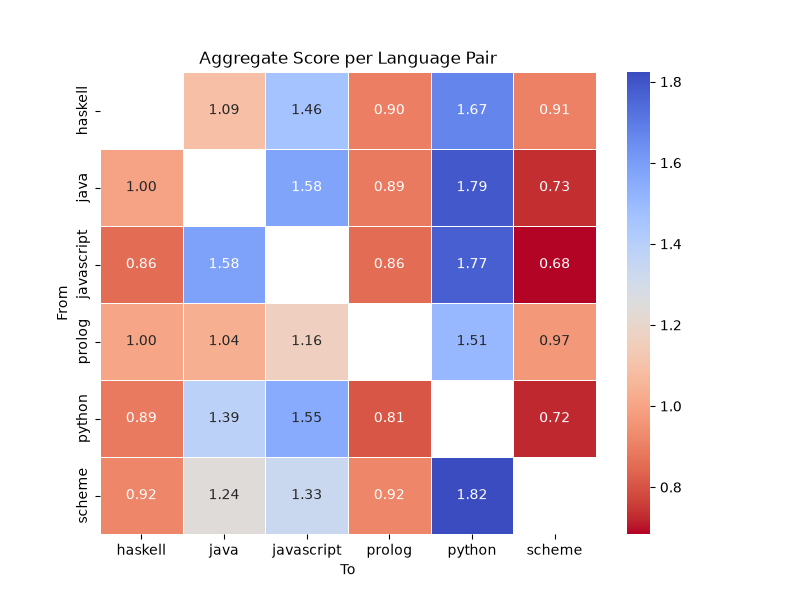 Aggregate Score per Language Pair
haskell 1.09 1.46 0.90 1.67 0.91
java 1.00 1.58 0.89 1.79 0.73
javascript 0.86 1.58 0.86 1.77 0.68
prolog 1.00 1.04 1.16 1.51 0.97
python 0.89 1.39 1.55 0.81 0.72
scheme 0.92 1.24 1.33 0.92 1.82
From
haskell java javascript prolog python scheme
To
1.8
1.6
1.4
1.2
1.0
0.8